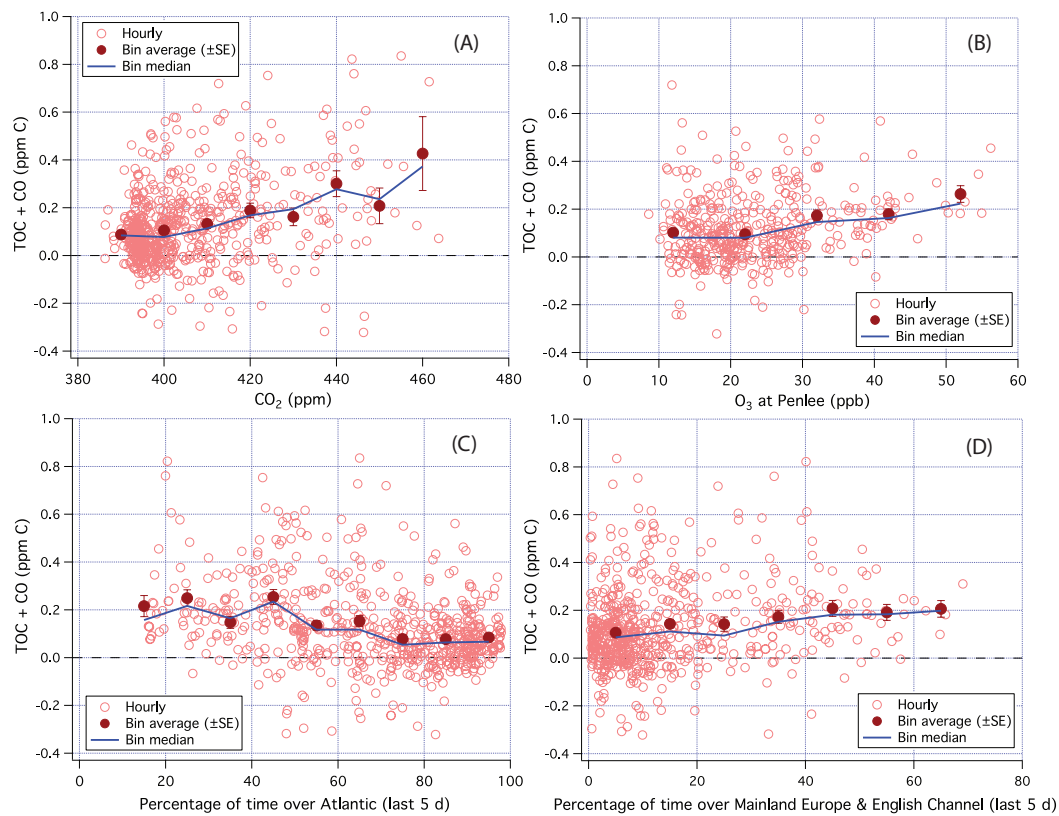 (A)
Hourly
Bin average (±SE)
Bin median
TOC + CO (ppm C)
1.0
0.8
0.6
0.4
0.2
0.0
-0.2
-0.4
380 400 420 440 460 480
CO₂ (ppm)
(B)
Hourly
Bin average (±SE)
Bin median
TOC + CO (ppm C)
1.0
0.8
0.6
0.4
0.2
0.0
-0.2
-0.4
0 10 20 30 40 50 60
O₃ at Penlee (ppb)
(C)
Hourly
Bin average (±SE)
Bin median
TOC + CO (ppm C)
1.0
0.8
0.6
0.4
0.2
0.0
-0.2
-0.4
0 20 40 60 80 100
Percentage of time over Atlantic (last 5 d)
(D)
Hourly
Bin average (±SE)
Bin median
TOC + CO (ppm C)
1.0
0.8
0.6
0.4
0.2
0.0
-0.2
-0.4
0 20 40 60 80
Percentage of time over Mainland Europe & English Channel (last 5 d)